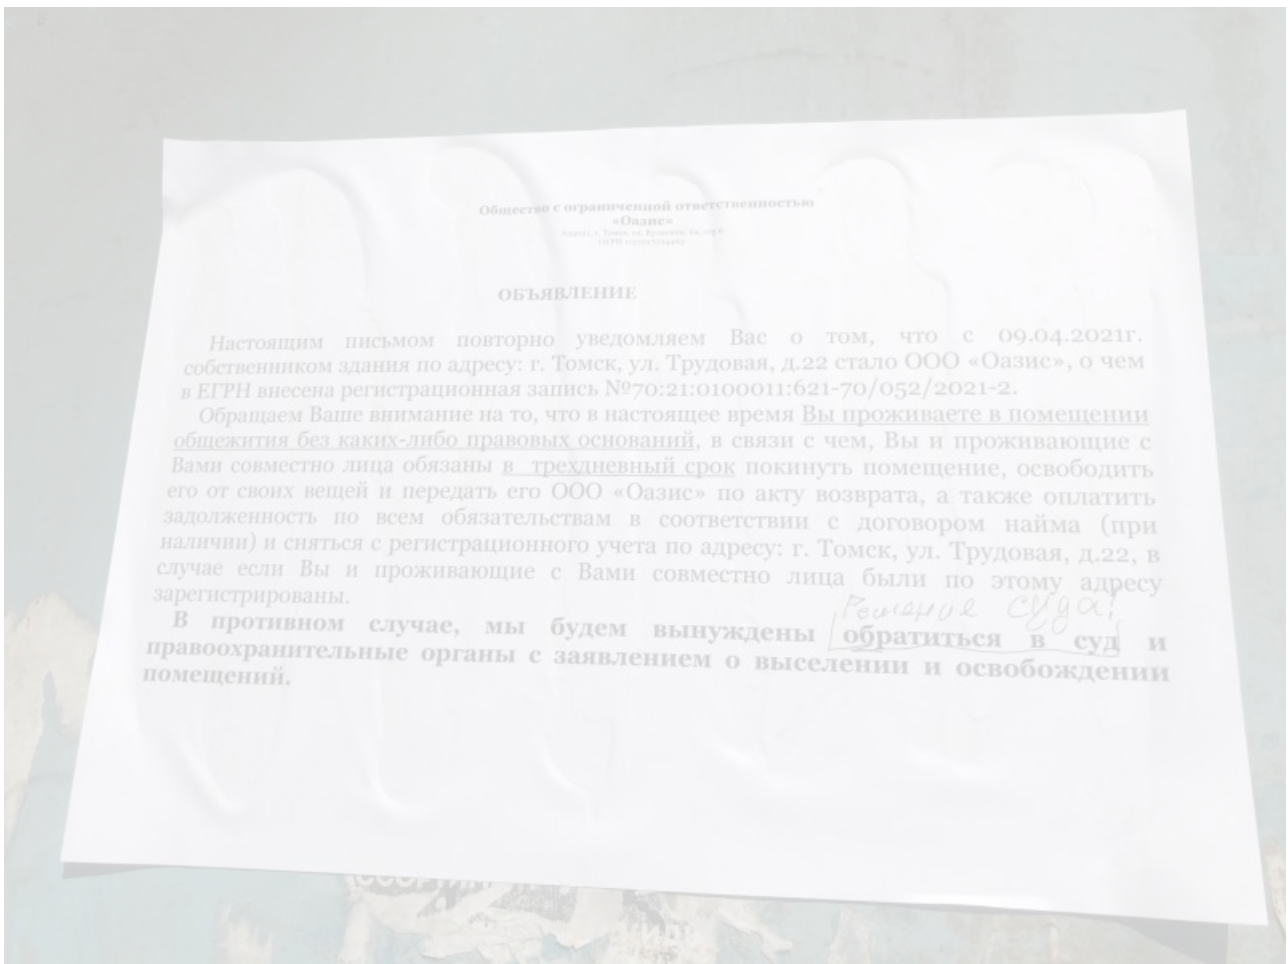 Общество с ограниченной ответственностью
«Оазис»
ОБЪЯВЛЕНИЕ
Настоящим письмом повторно уведомляем Вас о том, что с 09.04.2021г.
собственником здания по адресу: г. Томск, ул. Трудовая, д.22 стало ООО «Оазис», о чем
в ЕГРН внесена регистрационная запись №70:21:0100011:621-70/052/2021-2.
Обращаем Ваше внимание на то, что в настоящее время Вы проживаете в помещении
общежития без каких-либо правовых оснований, в связи с чем, Вы и проживающие с
Вами совместно лица обязаны в трехдневный срок покинуть помещение, освободить
его от своих вещей и передать его ООО «Оазис» по акту возврата, а также оплатить
задолженность по всем обязательствам в соответствии с договором найма (при
наличии) и сняться с регистрационного учета по адресу: г. Томск, ул. Трудовая, д.22, в
случае если Вы и проживающие с Вами совместно лица были по этому адресу
зарегистрированы.
Решение суда?
В противном случае, мы будем вынуждены обратиться в суд и
правоохранительные органы с заявлением о выселении и освобождении
помещений.